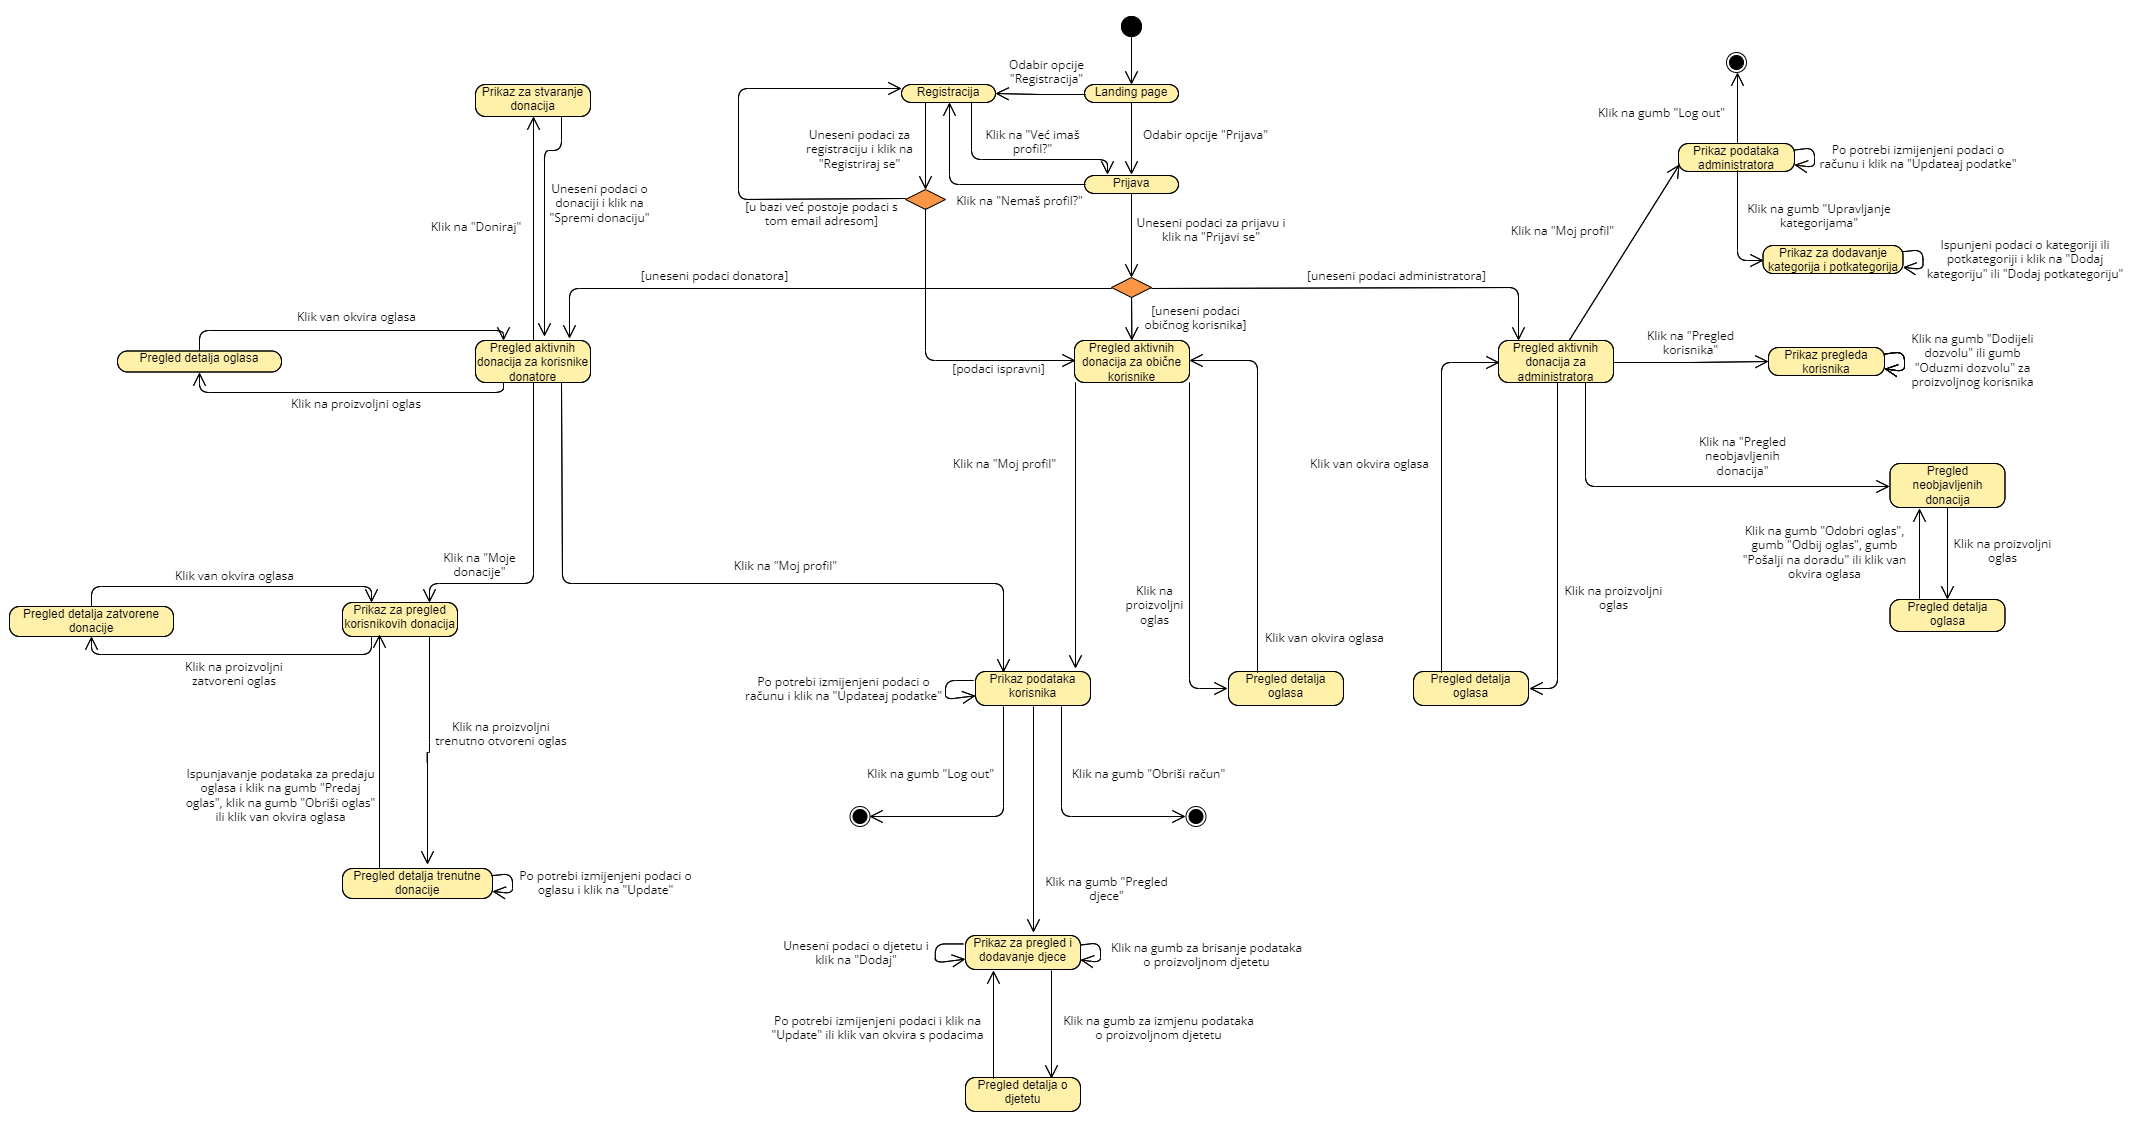 Odabir opcije
"Registracija"
Registracija
Landing page
Prikaz za stvaranje
donacija
Uneseni podaci za
registraciju i klik na
"Registriraj se"
Klik na "Već imaš
profil?"
Odabir opcije "Prijava"
Prijava
Klik na "Nemaš profil?"
[u bazi već postoje podaci s
tom email adresom]
Uneseni podaci o
donaciji i klik na
"Spremi donaciju"
Klik na "Doniraj"
Uneseni podaci za prijavu i
klik na "Prijavi se"
Klik na gumb "Log out"
Prikaz podataka
administratora
Po potrebi izmijenjeni podaci o
računu i klik na "Updateaj podatke"
Klik na gumb "Upravljanje
kategorijama"
Klik na "Moj profil"
Prikaz za dodavanje
kategorija i potkategorija
Ispunjeni podaci o kategoriji ili
potkategoriji i klik na "Dodaj
kategoriju" ili "Dodaj potkategoriju"
[uneseni podaci donatora]
[uneseni podaci administratora]
[uneseni podaci
običnog korisnika]
Klik van okvira oglasa
Pregled detalja oglasa
Klik na proizvoljni oglas
Pregled aktivnih
donacija za korisnike
donatore
[podaci ispravni]
Pregled aktivnih
donacija za obične
korisnike
Pregled aktivnih
donacija za
administratora
Klik na "Pregled
korisnika"
Prikaz pregleda
korisnika
Klik na gumb "Dodijeli
dozvolu" ili gumb
"Oduzmi dozvolu" za
proizvoljnog korisnika
Klik na "Moj profil"
Klik van okvira oglasa
Klik na "Pregled
neobjavljenih
donacija"
Pregled
neobjavljenih
donacija
Klik na gumb "Odobri oglas",
gumb "Odbij oglas", gumb
"Pošalji na doradu" ili klik van
okvira oglasa
Klik na proizvoljni
oglas
Pregled detalja
oglasa
Klik na "Moje
donacije"
Klik na "Moj profil"
Klik van okvira oglasa
Pregled detalja zatvorene
donacije
Prikaz za pregled
korisnikovih donacija
Klik na proizvoljni
zatvoreni oglas
Klik na
proizvoljni
oglas
Klik van okvira oglasa
Klik na proizvoljni
oglas
Po potrebi izmijenjeni podaci o
računu i klik na "Updateaj podatke"
Prikaz podataka
korisnika
Pregled detalja
oglasa
Pregled detalja
oglasa
Klik na proizvoljni
trenutno otvoreni oglas
Ispunjavanje podataka za predaju
oglasa i klik na gumb "Predaj
oglas", klik na gumb "Obriši oglas"
ili klik van okvira oglasa
Klik na gumb "Log out"
Klik na gumb "Obriši račun"
Pregled detalja trenutne
donacije
Po potrebi izmijenjeni podaci o
oglasu i klik na "Update"
Klik na gumb "Pregled
djece"
Uneseni podaci o djetetu i
klik na "Dodaj"
Prikaz za pregled i
dodavanje djece
Klik na gumb za brisanje podataka
o proizvoljnom djetetu
Po potrebi izmijenjeni podaci i klik na
"Update" ili klik van okvira s podacima
Klik na gumb za izmjenu podataka
o proizvoljnom djetetu
Pregled detalja o
djetetu